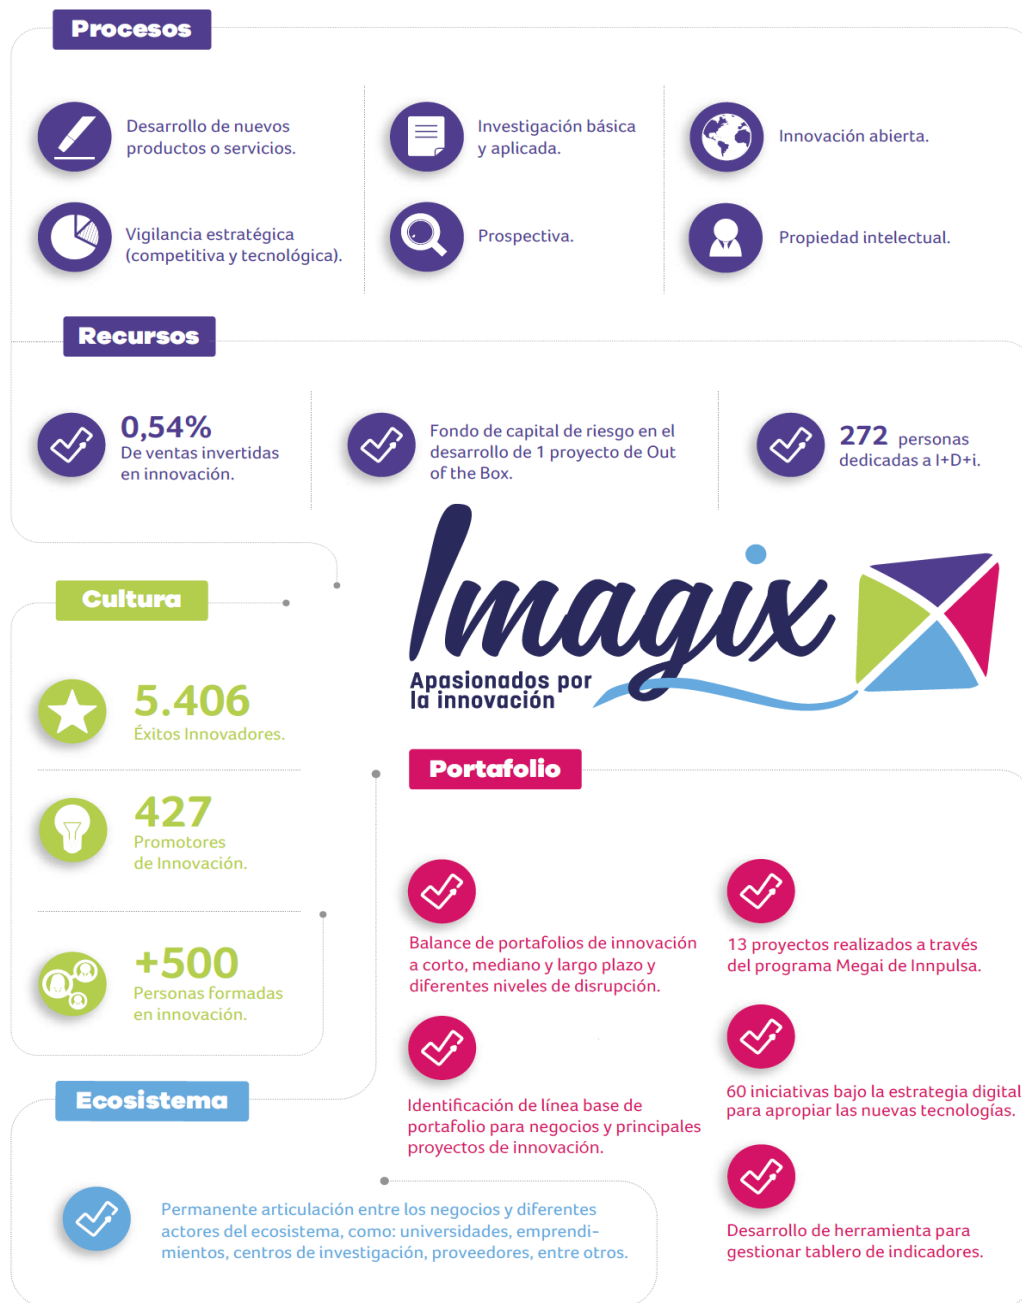 Procesos
Desarrollo de nuevos
productos o servicios.
Investigación básica
y aplicada.
Innovación abierta.
Vigilancia estratégica
(competitiva y tecnológica).
Prospectiva.
Propiedad intelectual.
Recursos
0,54%
De ventas invertidas
en innovación.
Fondo de capital de riesgo en el
desarrollo de 1 proyecto de Out
of the Box.
272 personas
dedicadas a I+D+i.
Imagix
Apasionados por
la innovación
Cultura
5.406
Éxitos Innovadores.
427
Promotores
de Innovación.
+500
Personas formadas
en innovación.
Portafolio
Balance de portafolios de innovación
a corto, mediano y largo plazo y
diferentes niveles de disrupción.
Identificación de línea base de
portafolio para negocios y principales
proyectos de innovación.
13 proyectos realizados a través
del programa Megai de Innpulsa.
60 iniciativas bajo la estrategia digital
para apropiar las nuevas tecnologías.
Desarrollo de herramienta para
gestionar tablero de indicadores.
Ecosistema
Permanente articulación entre los negocios y diferentes
actores del ecosistema, como: universidades, emprendi-
mientos, centros de investigación, proveedores, entre otros.